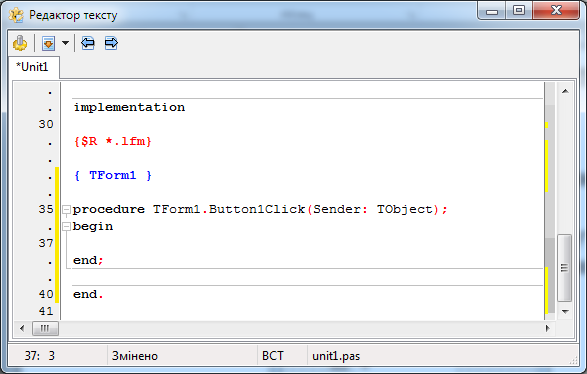 Редактор тексту
*Unit1
.
. implementation
30
. {$R *.lfm}
.
. { TForm1 }
.
35 procedure TForm1.Button1Click(Sender: TObject);
. begin
37
. end;
.
40 end.
41
37: 3 Змінено ВСТ unit1.pas